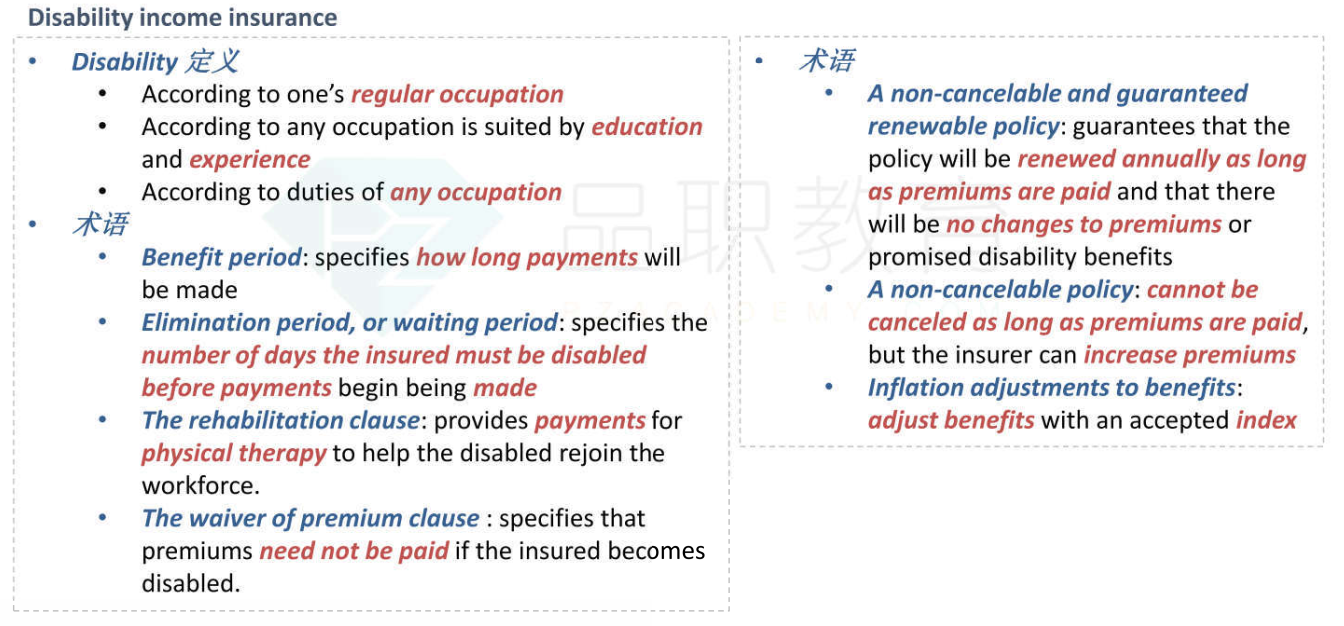 Disability income insurance
• Disability 定义
• According to one's regular occupation
• According to any occupation is suited by education
and experience
• According to duties of any occupation
• 术语
• Benefit period: specifies how long payments will
be made
• Elimination period, or waiting period: specifies the
number of days the insured must be disabled
before payments begin being made
• The rehabilitation clause: provides payments for
physical therapy to help the disabled rejoin the
workforce.
• The waiver of premium clause : specifies that
premiums need not be paid if the insured becomes
disabled.
• 术语
• A non-cancelable and guaranteed
renewable policy: guarantees that the
policy will be renewed annually as long
as premiums are paid and that there
will be no changes to premiums or
promised disability benefits
• A non-cancelable policy: cannot be
canceled as long as premiums are paid,
but the insurer can increase premiums
• Inflation adjustments to benefits:
adjust benefits with an accepted index
品职教育